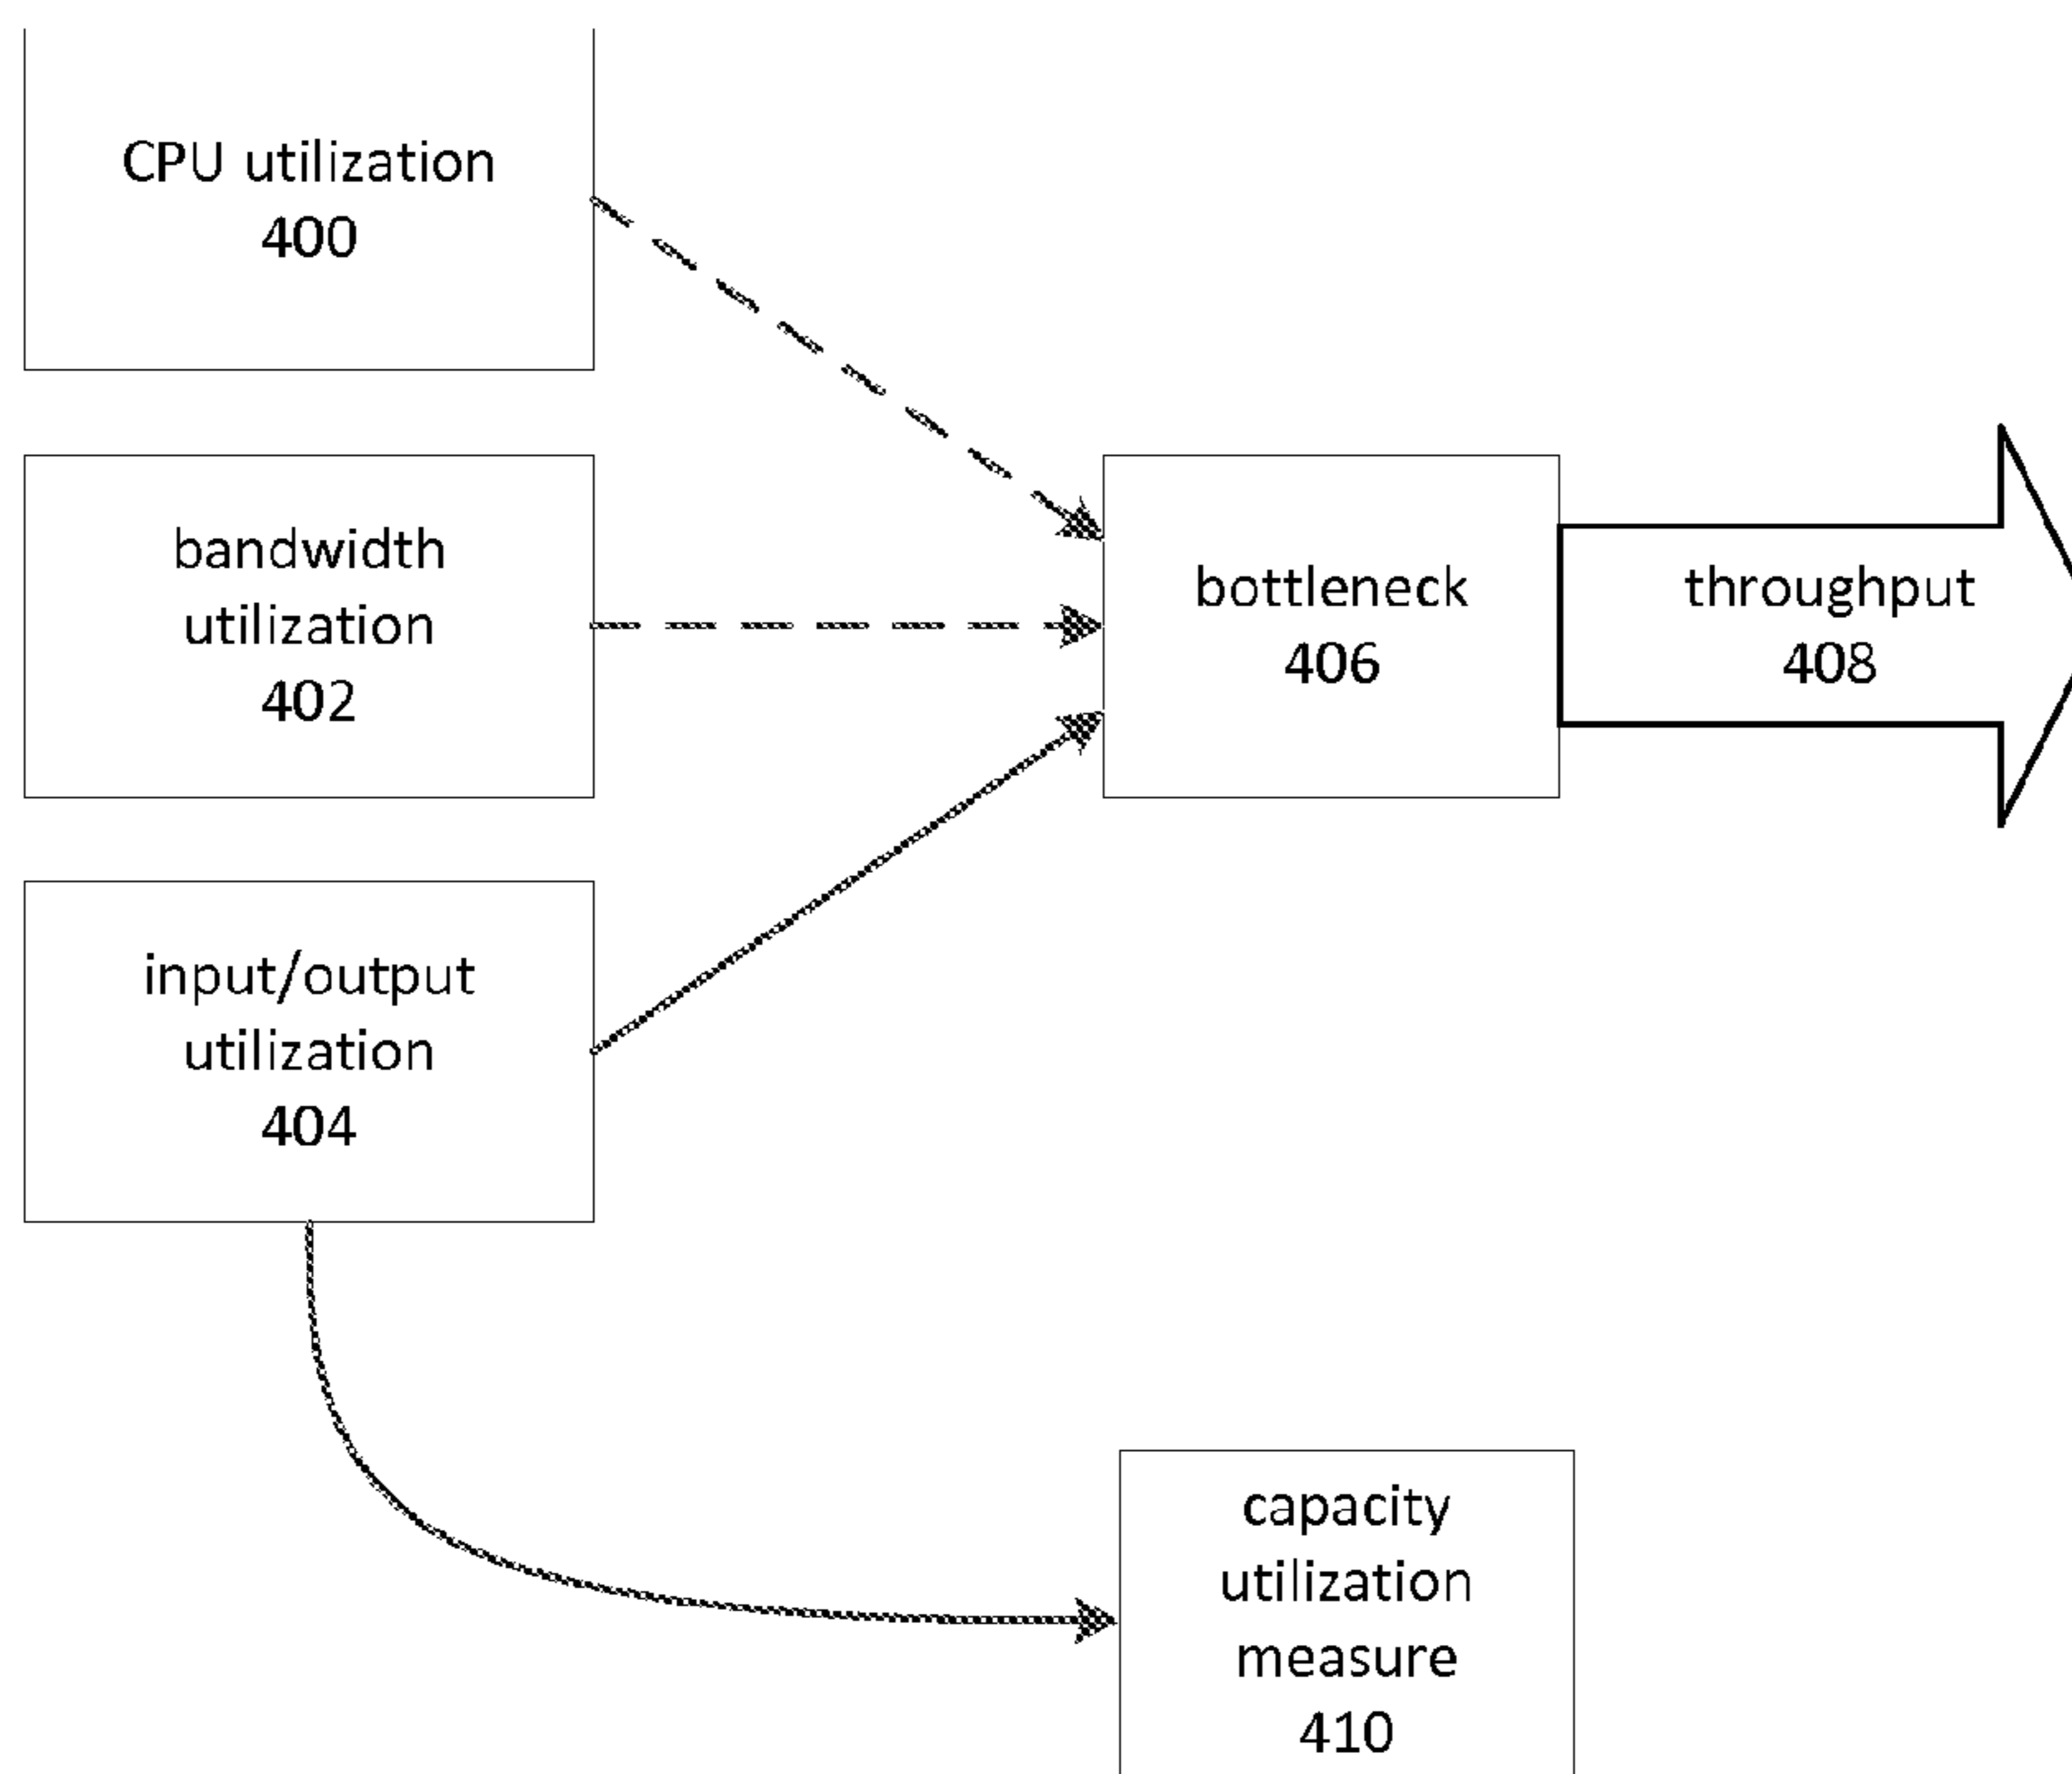 CPU utilization
400
bandwidth
utilization
402
input/output
utilization
404
bottleneck
406
throughput
408
capacity
utilization
measure
410